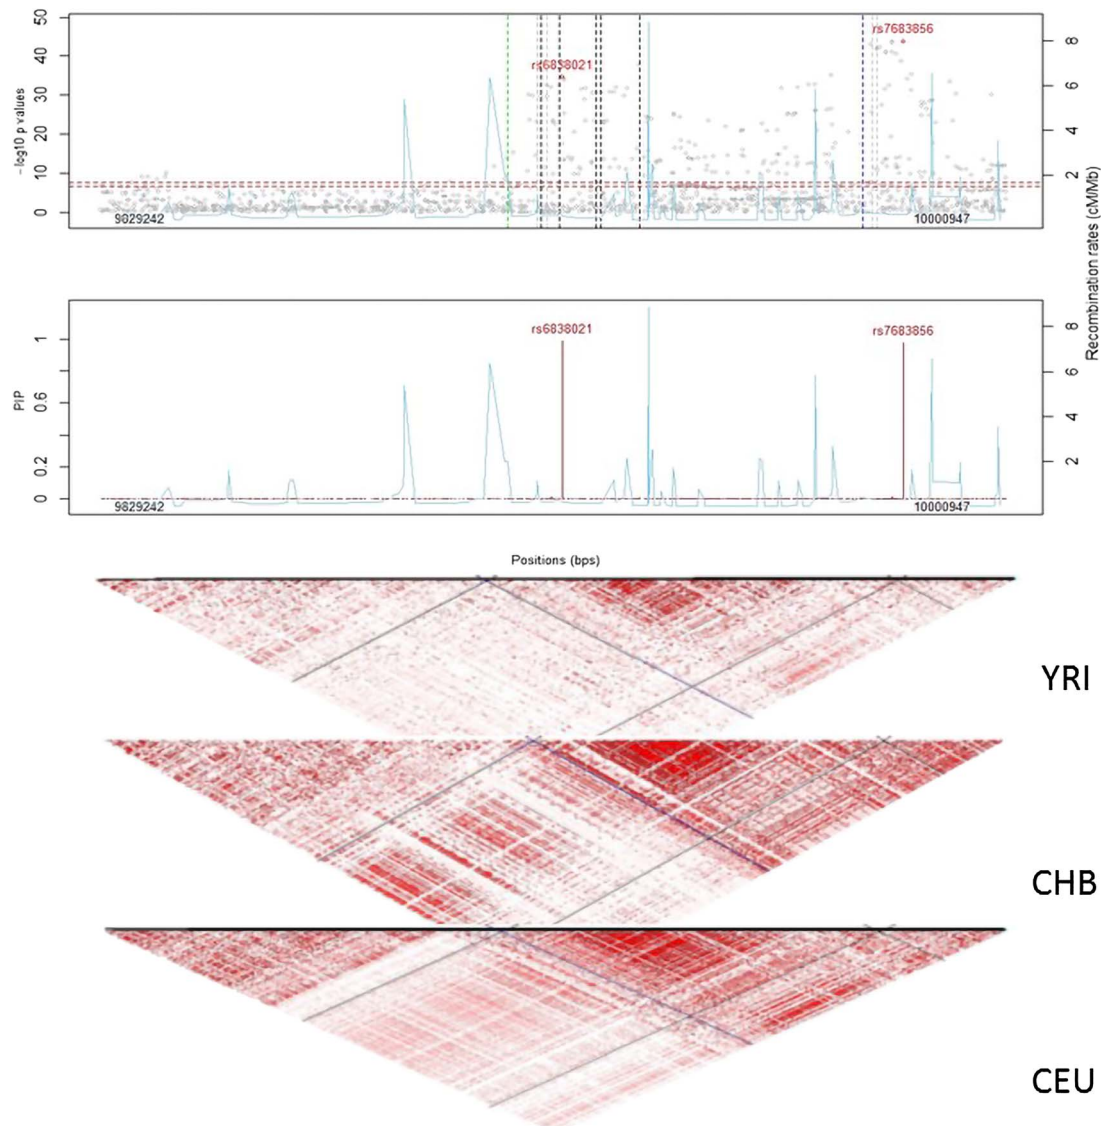 50
40
30
20
10
0
-log10 p values
rs6838021
rs7683856
8
6
4
2
9829242
10000947
Recombination rates (cM/Mb)
1
0.6
0.2
0
PIP
rs6838021
rs7683856
8
6
4
2
9829242
10000947
Positions (bps)
YRI
CHB
CEU